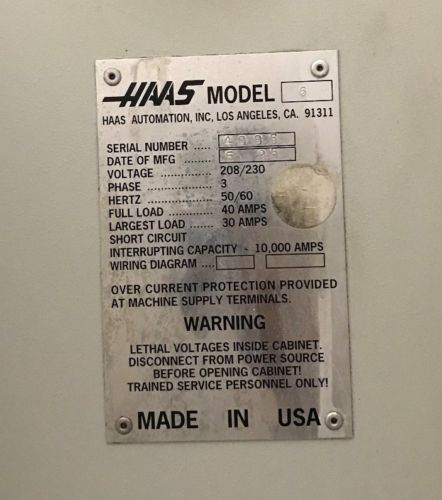 HAAS MODEL 6
HAAS AUTOMATION, INC, LOS ANGELES, CA. 91311
SERIAL NUMBER .....
DATE OF MFG .....
VOLTAGE .............. 208/230
PHASE .................. 3
HERTZ .................. 50/60
FULL LOAD ........... 40 AMPS
LARGEST LOAD ..... 30 AMPS
SHORT CIRCUIT
INTERRUPTING CAPACITY - 10,000 AMPS
WIRING DIAGRAM ....
OVER CURRENT PROTECTION PROVIDED
AT MACHINE SUPPLY TERMINALS.
WARNING
LETHAL VOLTAGES INSIDE CABINET.
DISCONNECT FROM POWER SOURCE
BEFORE OPENING CABINET!
TRAINED SERVICE PERSONNEL ONLY!
MADE IN USA